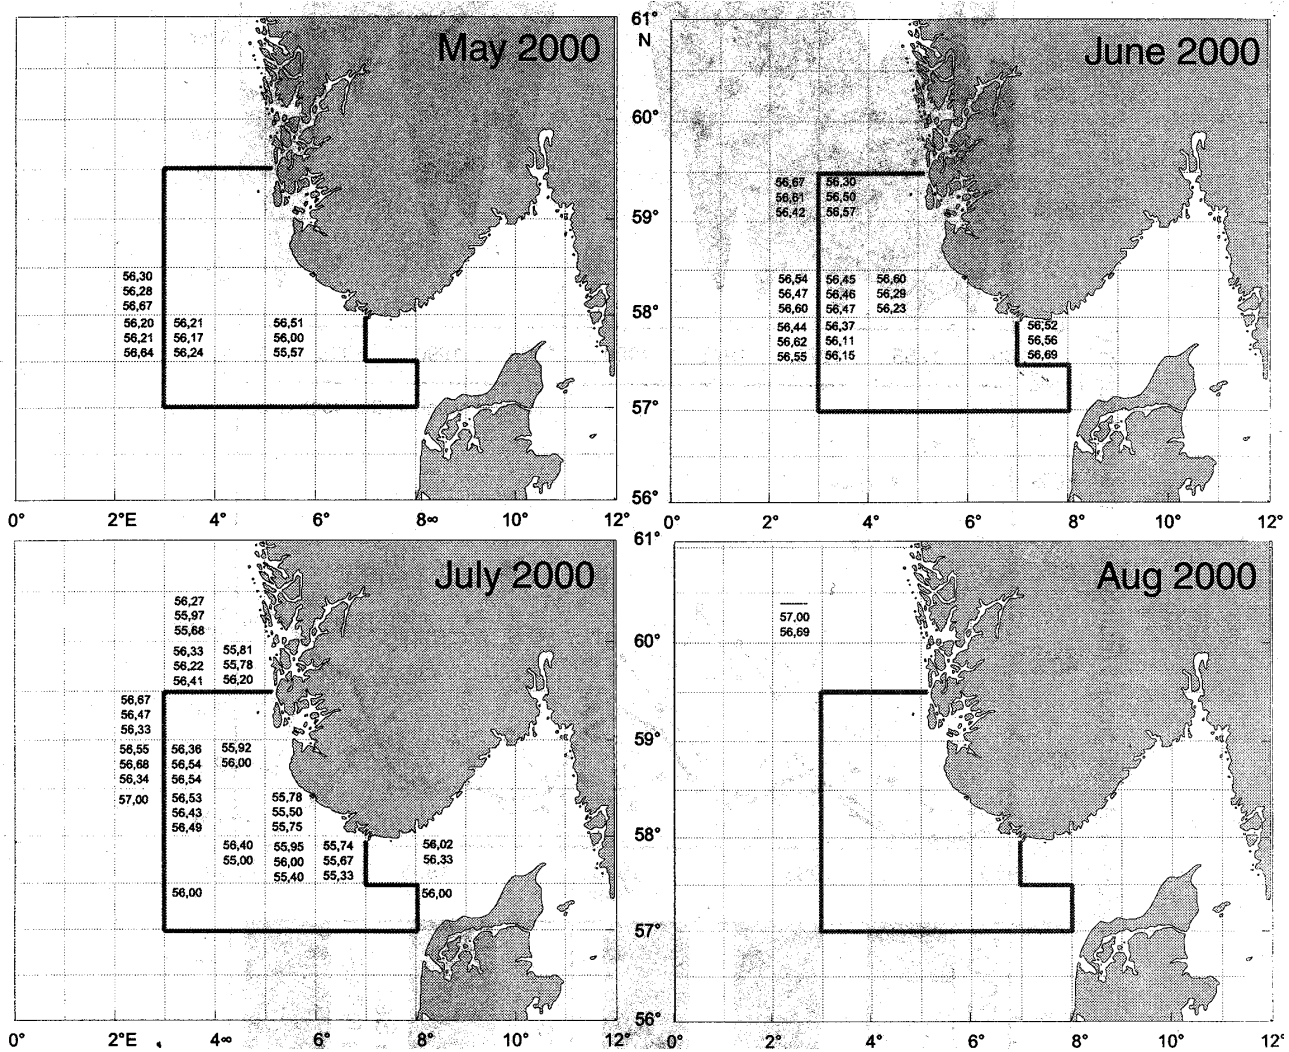 May 2000
56,30
56,28
56,67
56,20 56,21 56,51
56,21 56,17 56,00
56,64 56,24 55,57
0° 2°E 4° 6° 8∞ 10° 12°
61°
N
60°
59°
58°
57°
56°
June 2000
56,67 56,30
56,61 56,50
56,42 56,57
56,54 56,45 56,60
56,47 56,46 56,29
56,60 56,47 56,23
56,44 56,37 56,52
56,62 56,11 56,56
56,55 56,15 56,69
0° 2° 4° 6° 8° 10° 12°
July 2000
56,27
55,97
55,68
56,33 55,81
56,22 55,78
56,41 56,20
56,67
56,47
56,33
56,55 56,36 55,92
56,68 56,54 56,00
56,34 56,54
57,00 56,53 55,78
56,43 55,50
56,49 55,75
56,40 55,95 55,74 56,02
55,00 56,00 55,67 56,33
55,40 55,33
56,00 56,00
0° 2°E 4∞ 6° 8° 10° 12°
61°
60°
59°
58°
57°
56°
Aug 2000
57,00
56,69
0° 2° 4° 6° 8° 10° 12°